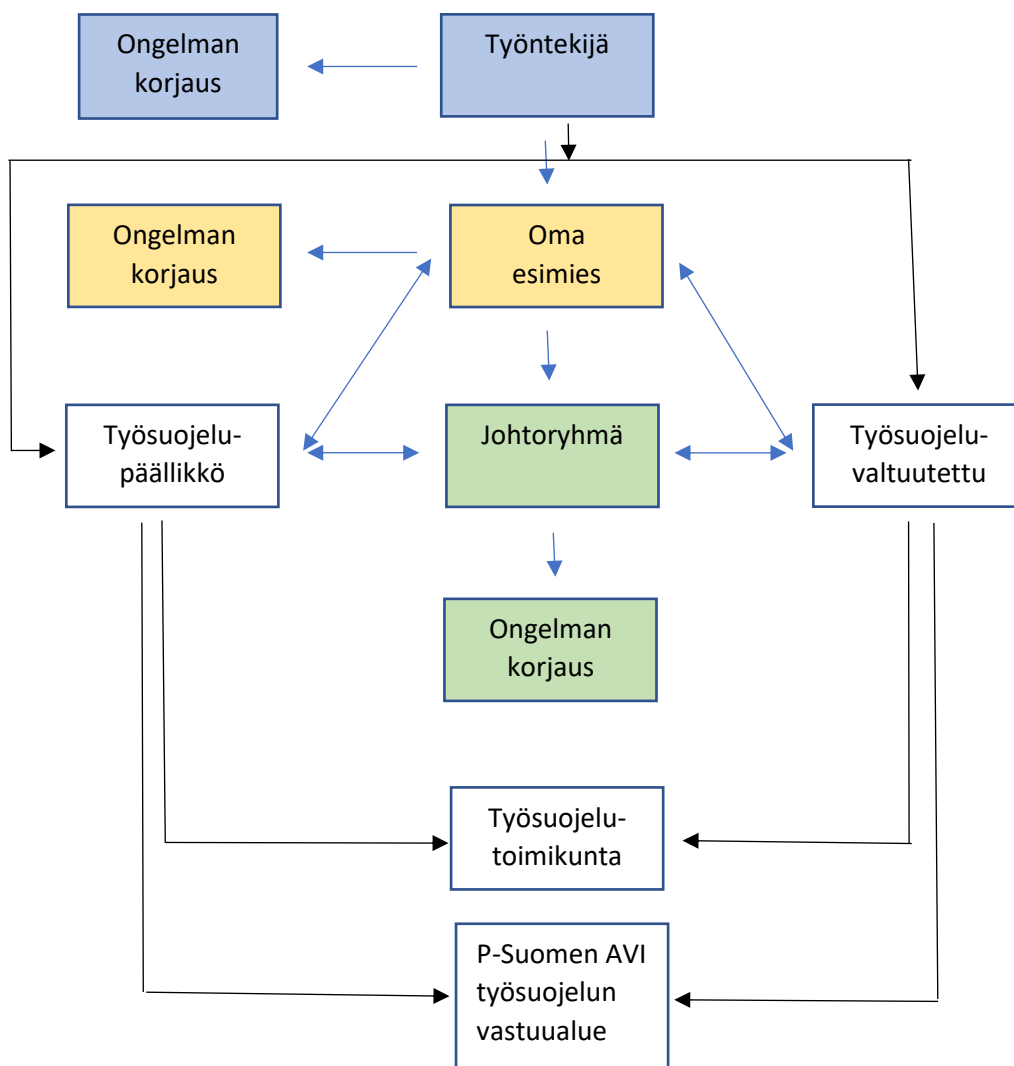 Ongelman
korjaus
Työntekijä
Ongelman
korjaus
Oma
esimies
Työsuojelu-
päällikkö
Johtoryhmä
Työsuojelu-
valtuutettu
Ongelman
korjaus
Työsuojelu-
toimikunta
P-Suomen AVI
työsuojelun
vastuualue